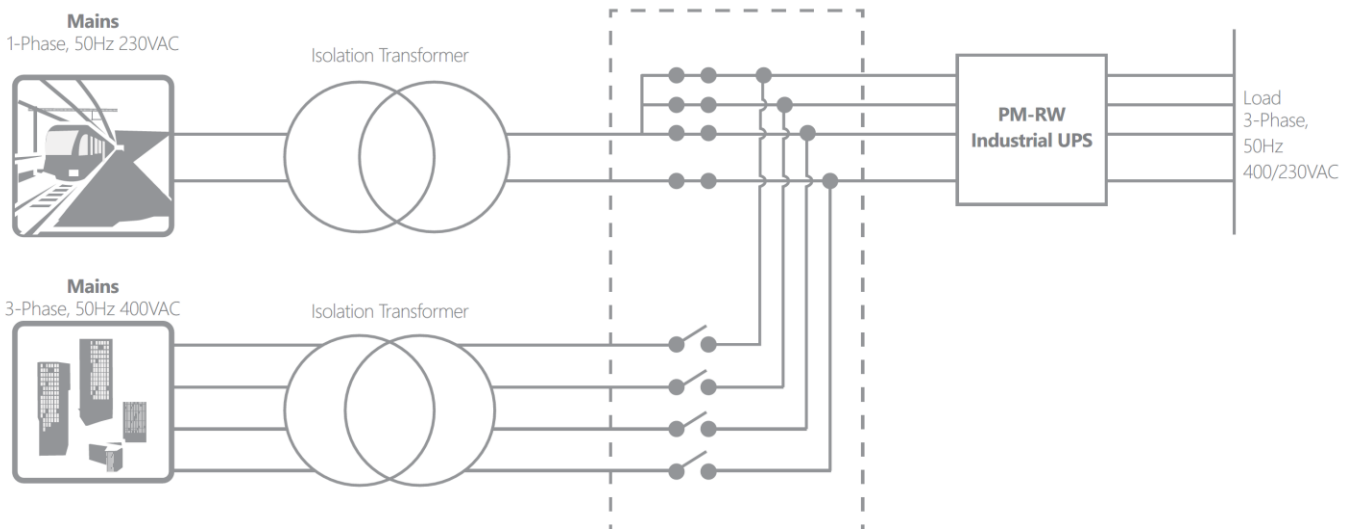 Mains
1-Phase, 50Hz 230VAC
Isolation Transformer
PM-RW
Industrial UPS
Load
3-Phase,
50Hz
400/230VAC
Mains
3-Phase, 50Hz 400VAC
Isolation Transformer